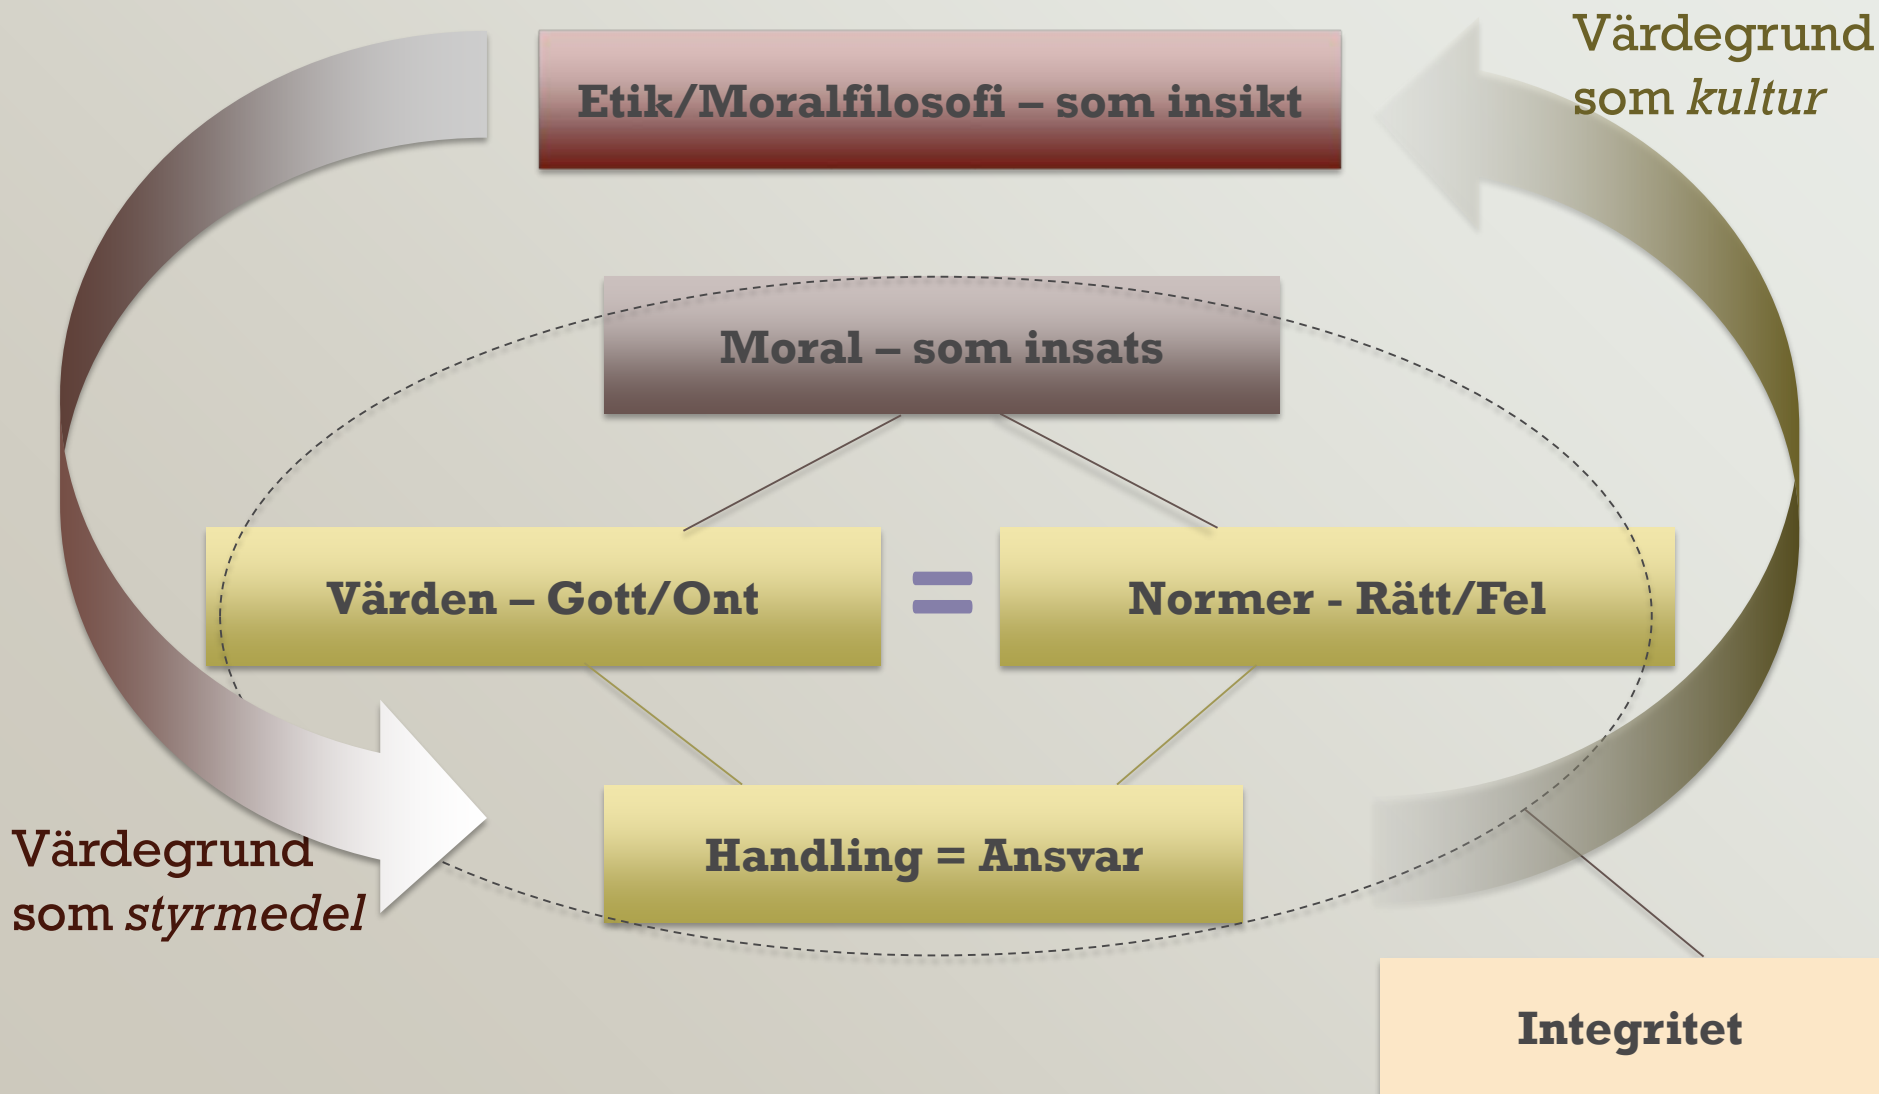 Värdegrund
som kultur
Etik/Moralfilosofi – som insikt
Moral – som insats
Värden – Gott/Ont
=
Normer - Rätt/Fel
Handling = Ansvar
Värdegrund
som styrmedel
Integritet